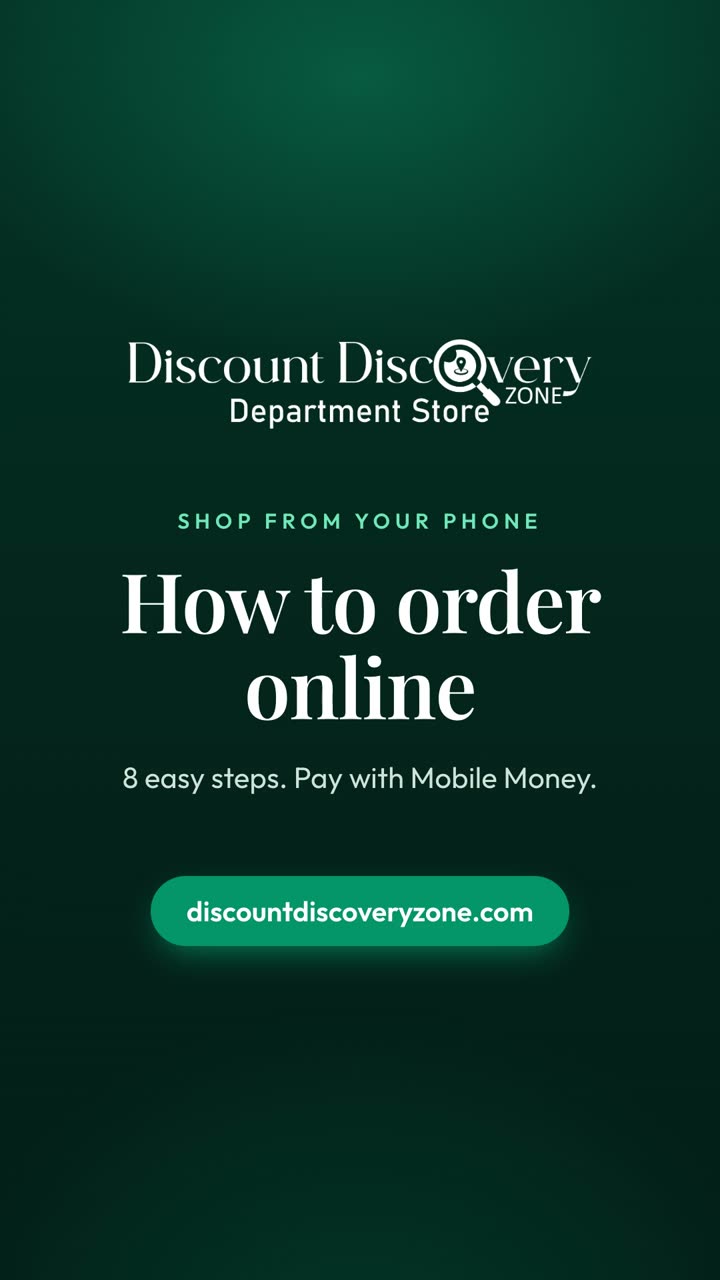 Discount Discovery
ZONE
Department Store
SHOP FROM YOUR PHONE
How to order
online
8 easy steps. Pay with Mobile Money.
discountdiscoveryzone.com